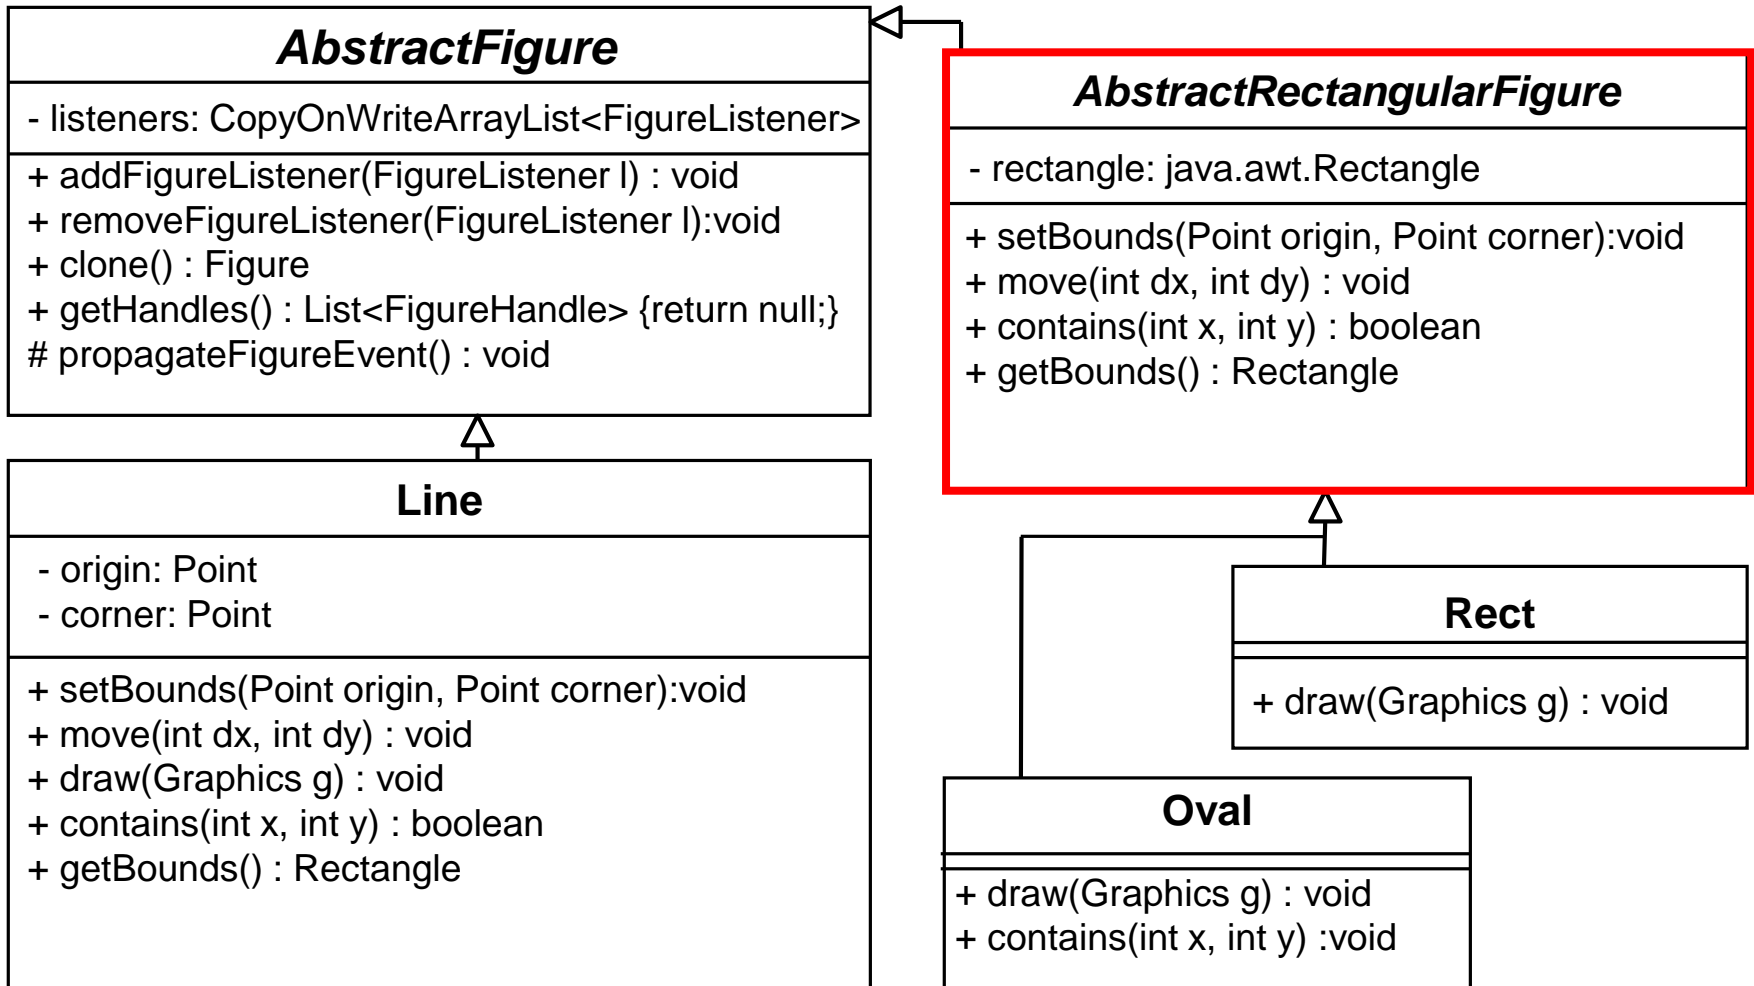 AbstractFigure
- listeners: CopyOnWriteArrayList<FigureListener>
+ addFigureListener(FigureListener l) : void
+ removeFigureListener(FigureListener l):void
+ clone() : Figure
+ getHandles() : List<FigureHandle> {return null;}
# propagateFigureEvent() : void
AbstractRectangularFigure
- rectangle: java.awt.Rectangle
+ setBounds(Point origin, Point corner):void
+ move(int dx, int dy) : void
+ contains(int x, int y) : boolean
+ getBounds() : Rectangle
Line
- origin: Point
- corner: Point
+ setBounds(Point origin, Point corner):void
+ move(int dx, int dy) : void
+ draw(Graphics g) : void
+ contains(int x, int y) : boolean
+ getBounds() : Rectangle
Rect
+ draw(Graphics g) : void
Oval
+ draw(Graphics g) : void
+ contains(int x, int y) :void